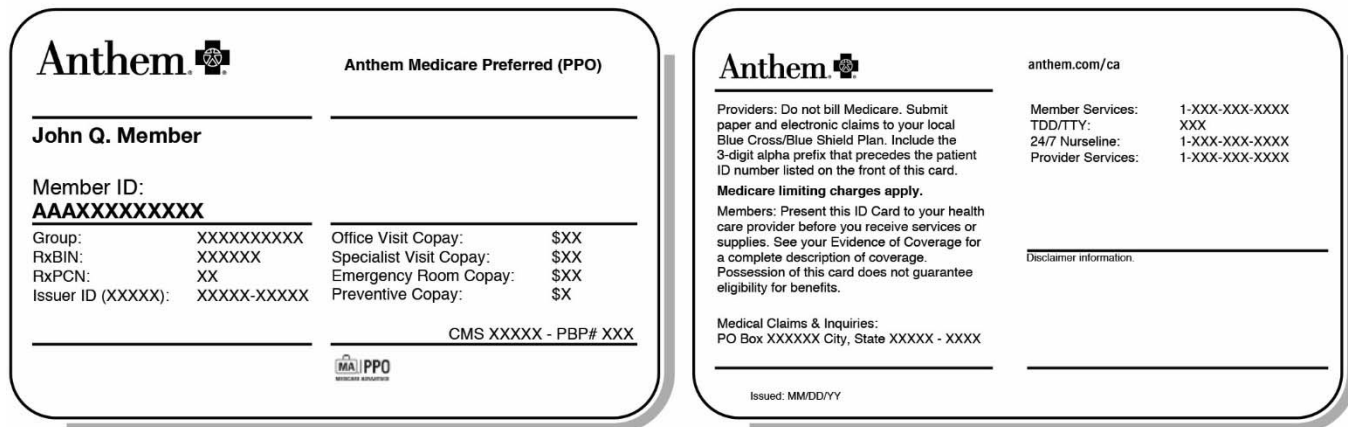 Anthem
Anthem Medicare Preferred (PPO)
John Q. Member
Member ID:
AAAXXXXXXXXXX
Group: XXXXXXXXXX
RxBIN: XXXXXX
RxPCN: XX
Issuer ID (XXXXX): XXXXX-XXXXX
Office Visit Copay: $XX
Specialist Visit Copay: $XX
Emergency Room Copay: $XX
Preventive Copay: $X
CMS XXXXX - PBP# XXX
MA PPO
MEDICARE ADVANTAGE
Anthem
Providers: Do not bill Medicare. Submit
paper and electronic claims to your local
Blue Cross/Blue Shield Plan. Include the
3-digit alpha prefix that precedes the patient
ID number listed on the front of this card.
Medicare limiting charges apply.
Members: Present this ID Card to your health
care provider before you receive services or
supplies. See your Evidence of Coverage for
a complete description of coverage.
Possession of this card does not guarantee
eligibility for benefits.
Medical Claims & Inquiries:
PO Box XXXXXX City, State XXXXX - XXXX
Issued: MM/DD/YY
anthem.com/ca
Member Services: 1-XXX-XXX-XXXX
TDD/TTY: XXX
24/7 Nurseline: 1-XXX-XXX-XXXX
Provider Services: 1-XXX-XXX-XXXX
Disclaimer information.